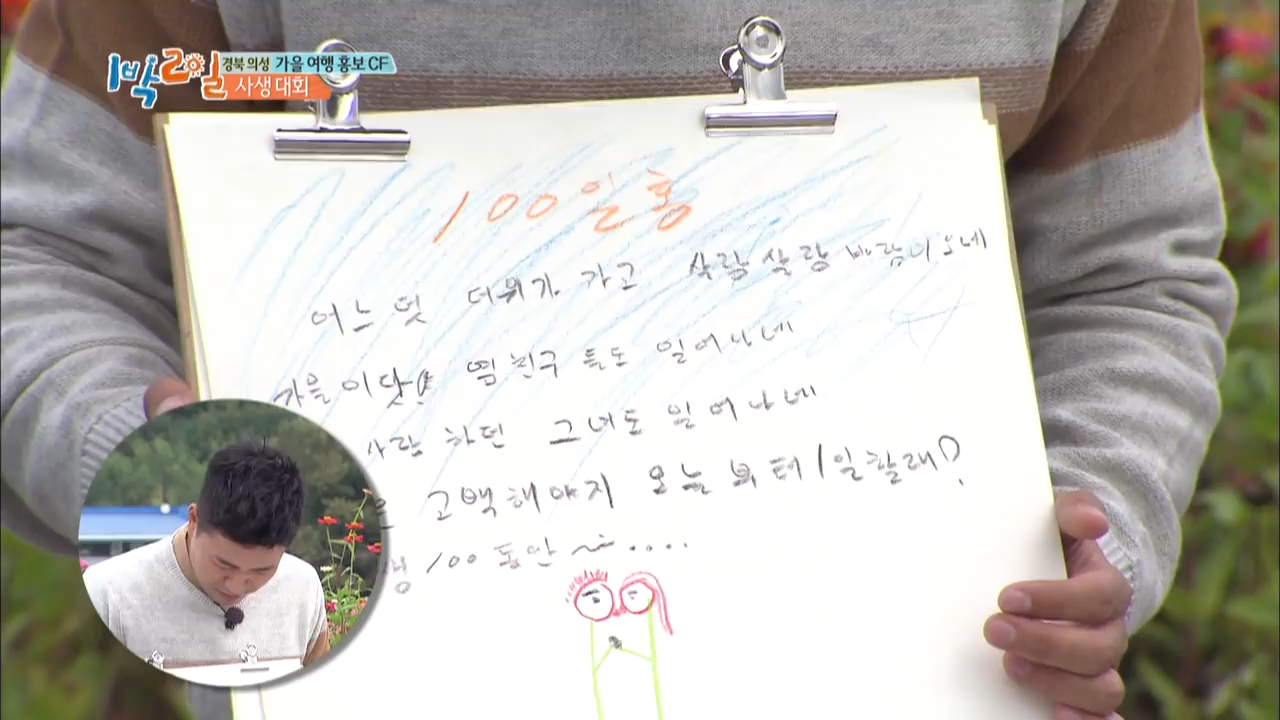 1박2일
경북 의성 가을 여행 홍보 CF
사생대회
100일홍
어느덧 더위가 가고 살랑살랑 바람이 오네
가을이 닷 옆친구들도 일어나네
사랑하던 그녀도 일어나네
고백해야지 오늘부터 1일할래?
생 100 동안 ~....